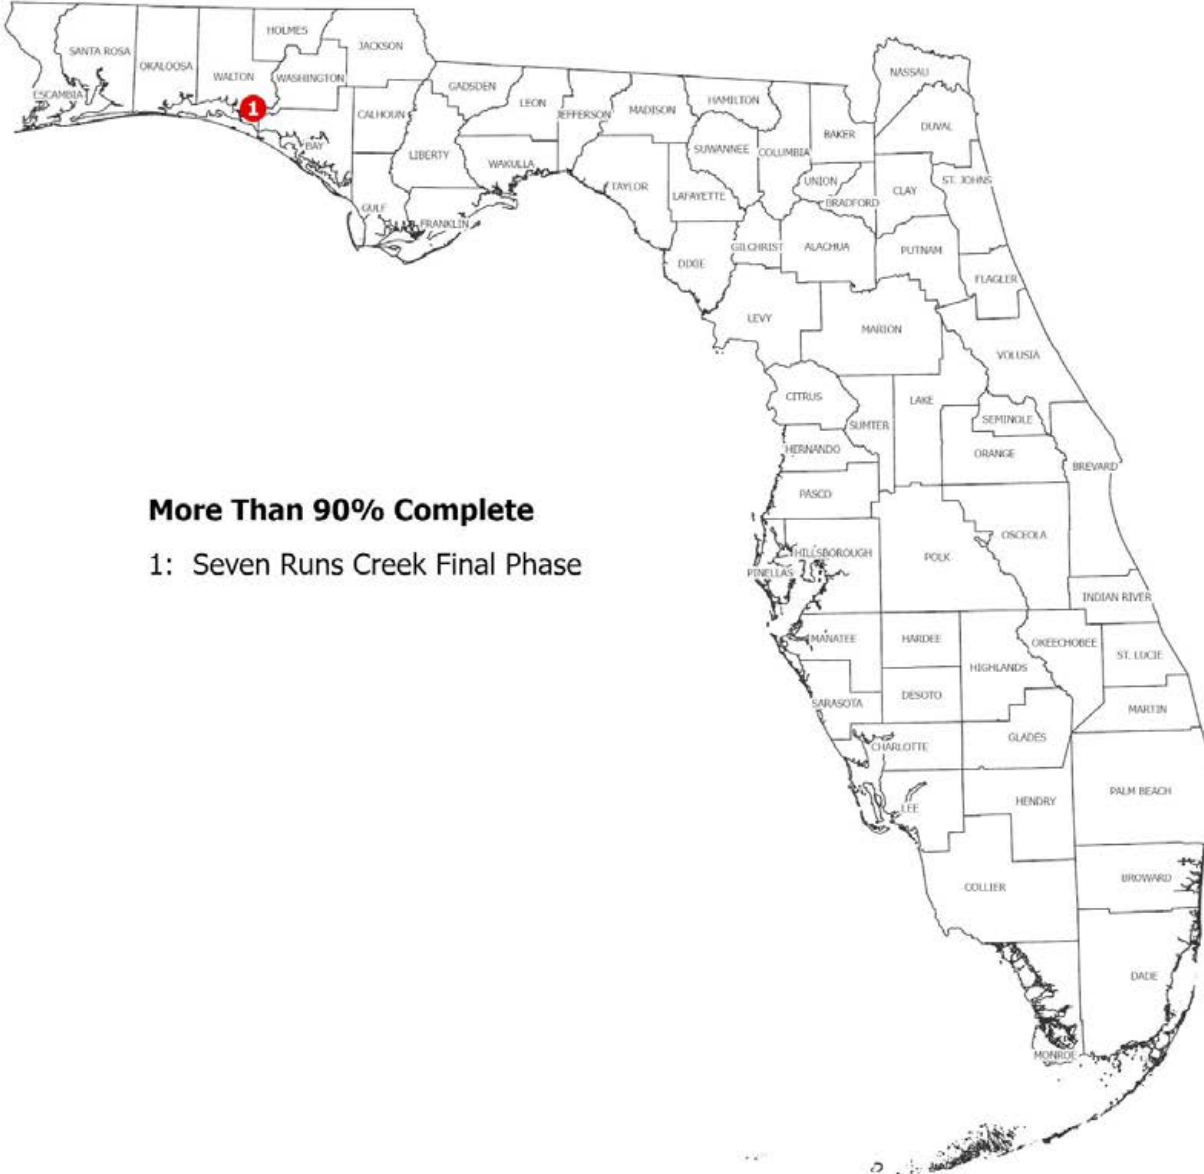 HOLMES
JACKSON
SANTA ROSA
OKALOOSA
WALTON
WASHINGTON
ESCAMBIA
1
BAY
CALHOUN
GADSDEN
LEON
JEFFERSON
MADISON
HAMILTON
NASSAU
DUVAL
BAKER
SUWANNEE
COLUMBIA
LIBERTY
WAKULLA
TAYLOR
LAFAYETTE
UNION
BRADFORD
CLAY
ST. JOHNS
GULF
FRANKLIN
DIXIE
GILCHRIST
ALACHUA
PUTNAM
FLAGLER
LEVY
MARION
VOLUSIA
CITRUS
SUMTER
LAKE
SEMINOLE
HERNANDO
ORANGE
BREVARD
PASCO
More Than 90% Complete
1: Seven Runs Creek Final Phase
HILLSBOROUGH
PINELLAS
POLK
OSCEOLA
INDIAN RIVER
MANATEE
HARDEE
HIGHLANDS
OKEECHOBEE
ST. LUCIE
SARASOTA
DESOTO
MARTIN
CHARLOTTE
GLADES
LEE
HENDRY
PALM BEACH
COLLIER
BROWARD
DADE
MONROE